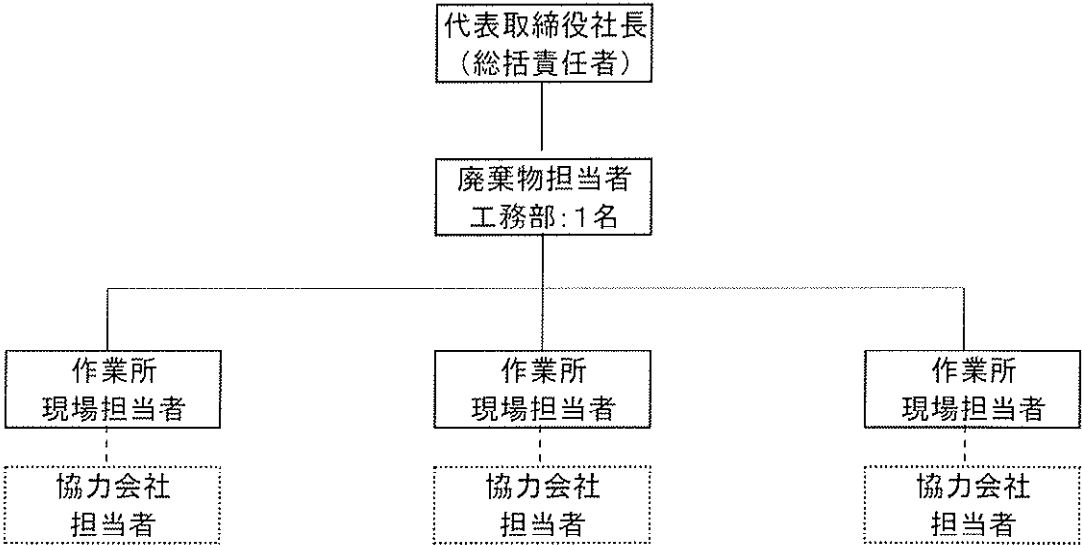 代表取締役社長
(総括責任者)
廃棄物担当者
工務部:1名
作業所
現場担当者
作業所
現場担当者
作業所
現場担当者
協力会社
担当者
協力会社
担当者
協力会社
担当者